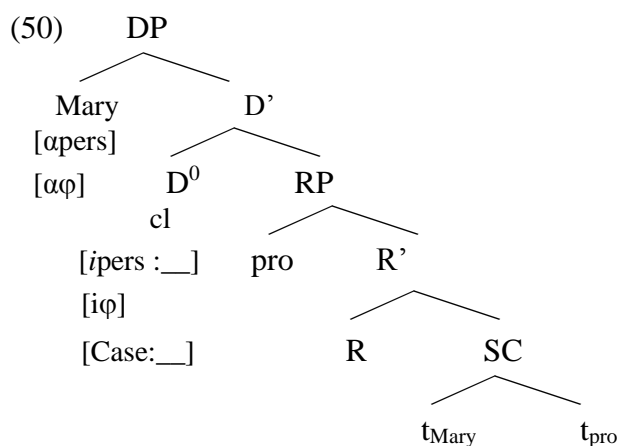 (50) DP
Mary D’
[αpers]
[αφ] D⁰ RP
cl
[ipers :__] pro R’
[iφ]
[Case:__] R SC
tMary tpro